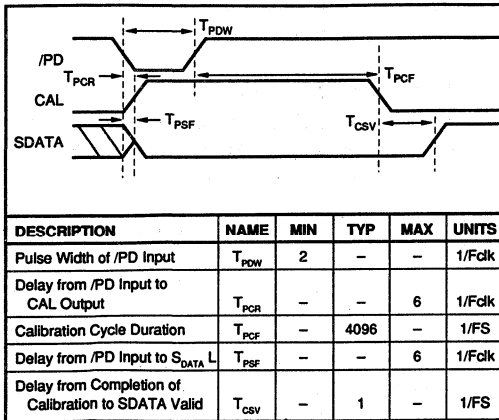 T_PDW
/PD
T_PCR
T_PCF
CAL
T_PSF
T_CSV
SDATA
DESCRIPTION NAME MIN TYP MAX UNITS
Pulse Width of /PD Input T_PDW 2 – – 1/Fclk
Delay from /PD Input to
CAL Output T_PCR – – 6 1/Fclk
Calibration Cycle Duration T_PCF – 4096 – 1/FS
Delay from /PD Input to S_DATA L T_PSF – – 6 1/Fclk
Delay from Completion of
Calibration to SDATA Valid T_CSV – 1 – 1/FS